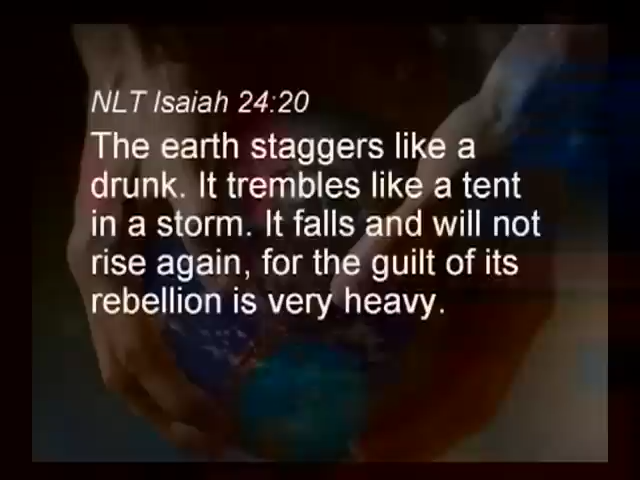 NLT Isaiah 24:20
The earth staggers like a
drunk. It trembles like a tent
in a storm. It falls and will not
rise again, for the guilt of its
rebellion is very heavy.